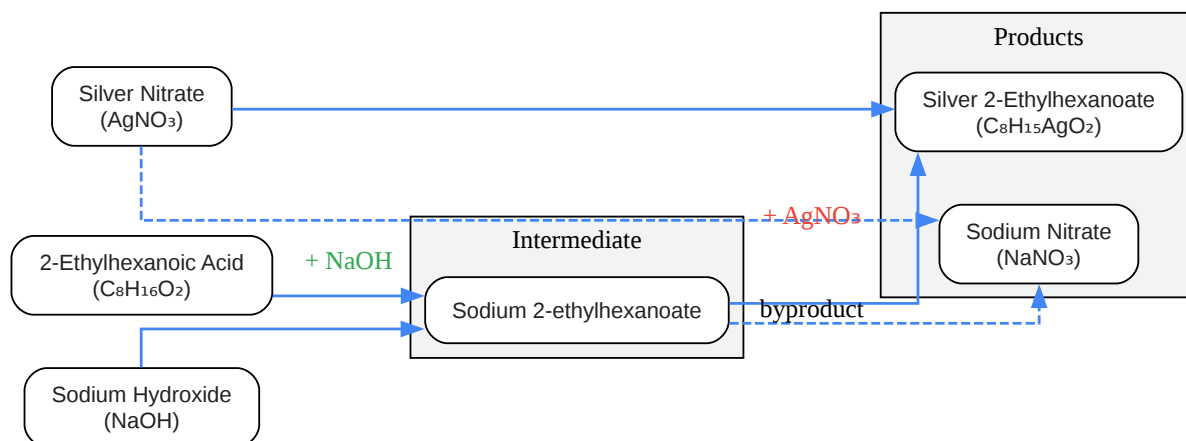 Products
Silver Nitrate
(AgNO₃)
Silver 2-Ethylhexanoate
(C₈H₁₅AgO₂)
+ AgNO₃
Sodium Nitrate
(NaNO₃)
Intermediate
2-Ethylhexanoic Acid
(C₈H₁₆O₂)
+ NaOH
Sodium 2-ethylhexanoate
byproduct
Sodium Hydroxide
(NaOH)